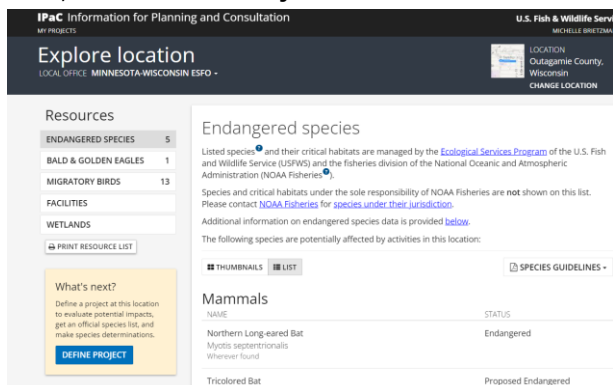 IPaC Information for Planning and Consultation
U.S. Fish & Wildlife Servi
MY PROJECTS
MICHELLE BRIETZMA
Explore location
LOCAL OFFICE MINNESOTA-WISCONSIN ESFO
LOCATION
Outagamie County,
Wisconsin
CHANGE LOCATION
Resources
ENDANGERED SPECIES 5
BALD & GOLDEN EAGLES 1
MIGRATORY BIRDS 13
FACILITIES
WETLANDS
PRINT RESOURCE LIST
What's next?
Define a project at this location
to evaluate potential impacts,
get an official species list, and
make species determinations.
DEFINE PROJECT
Endangered species
Listed species and their critical habitats are managed by the Ecological Services Program of the U.S. Fish
and Wildlife Service (USFWS) and the fisheries division of the National Oceanic and Atmospheric
Administration (NOAA Fisheries).
Species and critical habitats under the sole responsibility of NOAA Fisheries are not shown on this list.
Please contact NOAA Fisheries for species under their jurisdiction.
Additional information on endangered species data is provided below.
The following species are potentially affected by activities in this location:
THUMBNAILS LIST
SPECIES GUIDELINES
Mammals
NAME STATUS
Northern Long-eared Bat Endangered
Myotis septentrionalis
Wherever found
Tricolored Bat Proposed Endangered